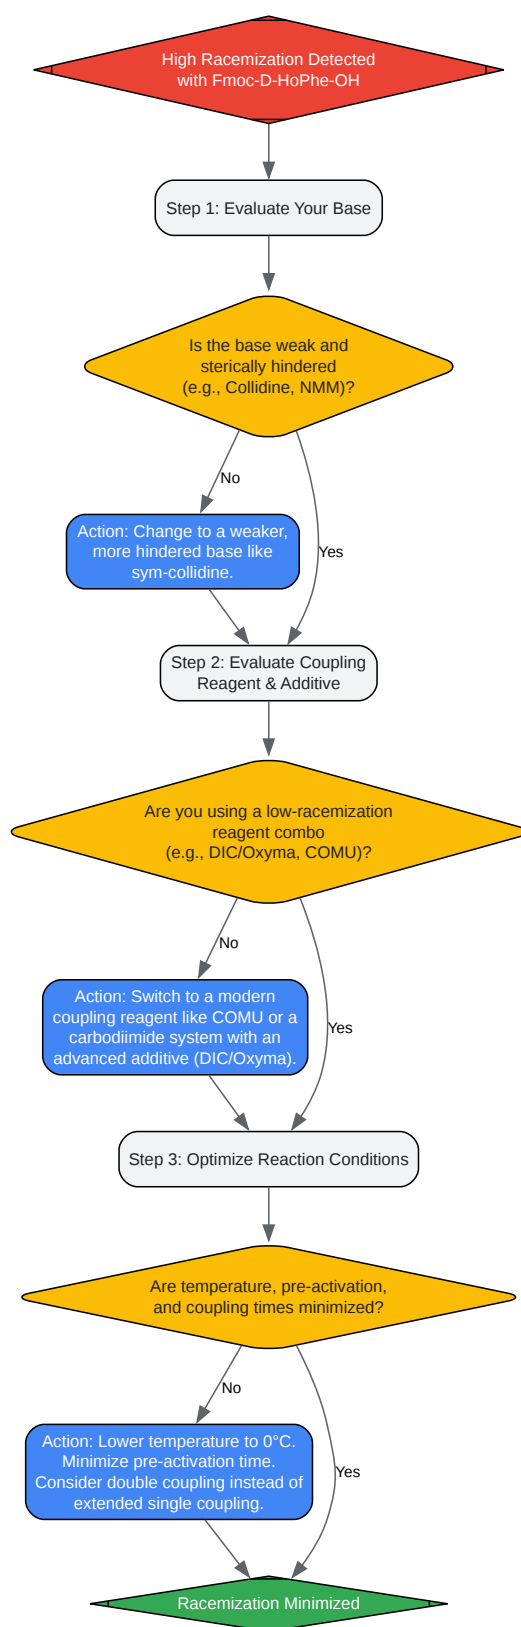 High Racemization Detected
with Fmoc-D-HoPhe-OH
Step 1: Evaluate Your Base
Is the base weak and
sterically hindered
(e.g., Collidine, NMM)?
No
Action: Change to a weaker,
more hindered base like
sym-collidine.
Yes
Step 2: Evaluate Coupling
Reagent & Additive
Are you using a low-racemization
reagent combo
(e.g., DIC/Oxyma, COMU)?
No
Action: Switch to a modern
coupling reagent like COMU or a
carbodiimide system with an
advanced additive (DIC/Oxyma).
Yes
Step 3: Optimize Reaction Conditions
Are temperature, pre-activation,
and coupling times minimized?
No
Action: Lower temperature to 0°C.
Minimize pre-activation time.
Consider double coupling instead of
extended single coupling.
Yes
Racemization Minimized